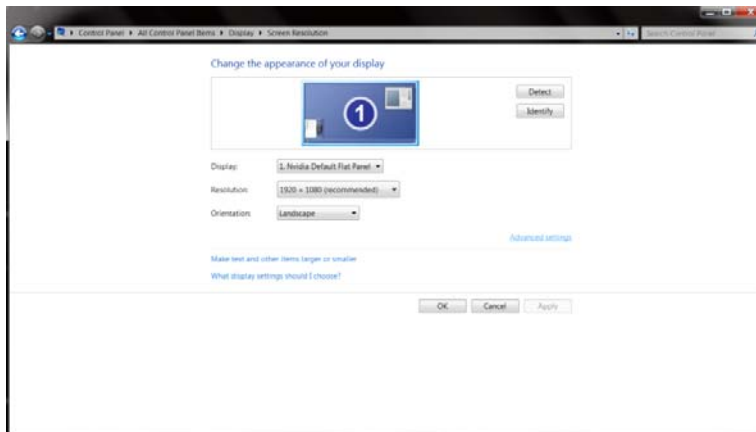 Control Panel ▸ All Control Panel Items ▸ Display ▸ Screen Resolution
Search Control Panel
Change the appearance of your display
1
Detect
Identify
Display:
1. Nvidia Default Flat Panel
Resolution:
1920 × 1080 (recommended)
Orientation:
Landscape
Advanced settings
Make text and other items larger or smaller
What display settings should I choose?
OK
Cancel
Apply